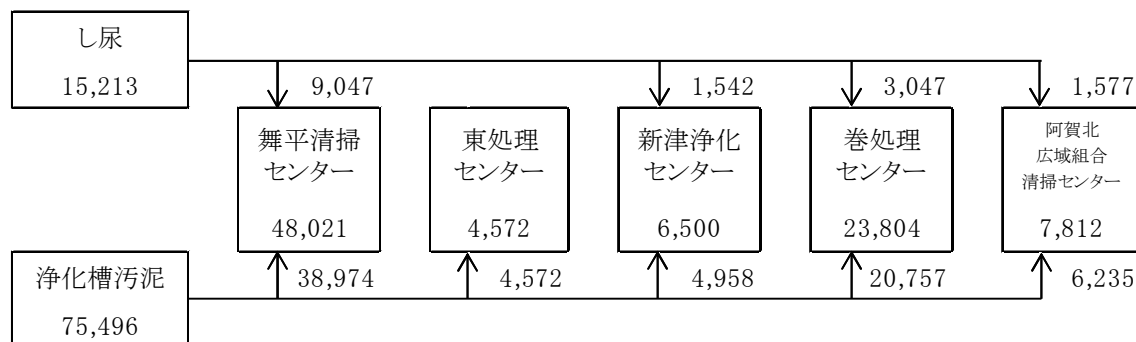 し尿
15,213
9,047
1,542
3,047
1,577
舞平清掃
センター
48,021
東処理
センター
4,572
新津浄化
センター
6,500
巻処理
センター
23,804
阿賀北
広域組合
清掃センター
7,812
浄化槽汚泥
75,496
38,974
4,572
4,958
20,757
6,235